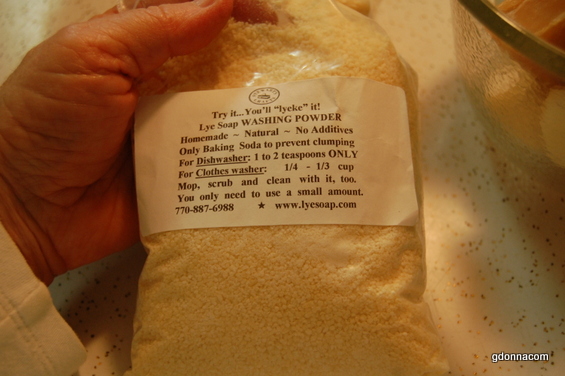 Try it...You'll "lyeke" it!
Lye Soap WASHING POWDER
Homemade ~ Natural ~ No Additives
Only Baking Soda to prevent clumping
For Dishwasher: 1 to 2 teaspoons ONLY
For Clothes washer: 1/4 - 1/3 cup
Mop, scrub and clean with it, too.
You only need to use a small amount.
770-887-6988 ★ www.lyesoap.com
gdonnacom